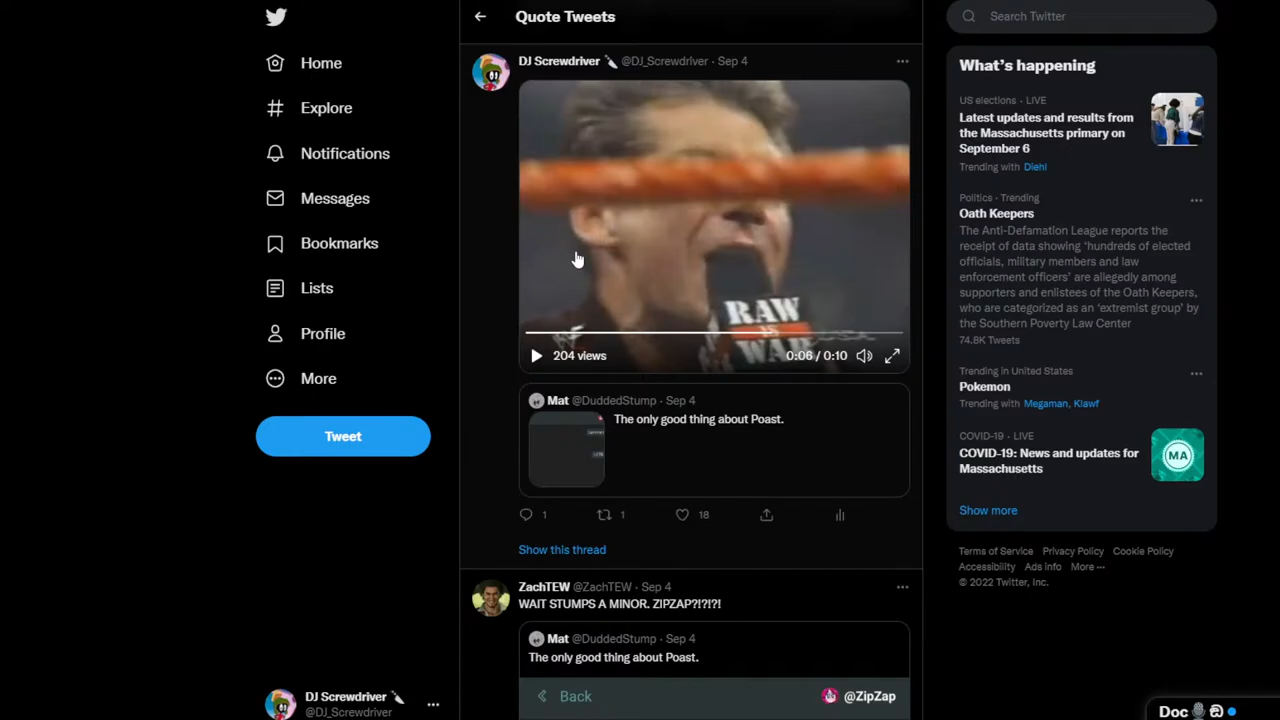 Home
Explore
Notifications
Messages
Bookmarks
Lists
Profile
More
Tweet
DJ Screwdriver
@DJ_Screwdriver
Quote Tweets
DJ Screwdriver @DJ_Screwdriver · Sep 4
RAW
IS
WAR
204 views
0:06 / 0:10
Mat @DuddedStump · Sep 4
The only good thing about Poast.
1 1 18
Show this thread
ZachTEW @ZachTEW · Sep 4
WAIT STUMPS A MINOR. ZIPZAP?!?!?!
Mat @DuddedStump · Sep 4
The only good thing about Poast.
Back @ZipZap
Search Twitter
What's happening
US elections · LIVE
Latest updates and results from
the Massachusetts primary on
September 6
Trending with Diehl
Politics · Trending
Oath Keepers
The Anti-Defamation League reports the
receipt of data showing 'hundreds of elected
officials, military members and law
enforcement officers' are allegedly among
supporters and enlistees of the Oath Keepers,
who are categorized as an 'extremist group' by
the Southern Poverty Law Center
74.8K Tweets
Trending in United States
Pokemon
Trending with Megaman, Klawf
COVID-19 · LIVE
COVID-19: News and updates for
Massachusetts
MA
Show more
Terms of Service Privacy Policy Cookie Policy
Accessibility Ads info More ···
© 2022 Twitter, Inc.
Doc